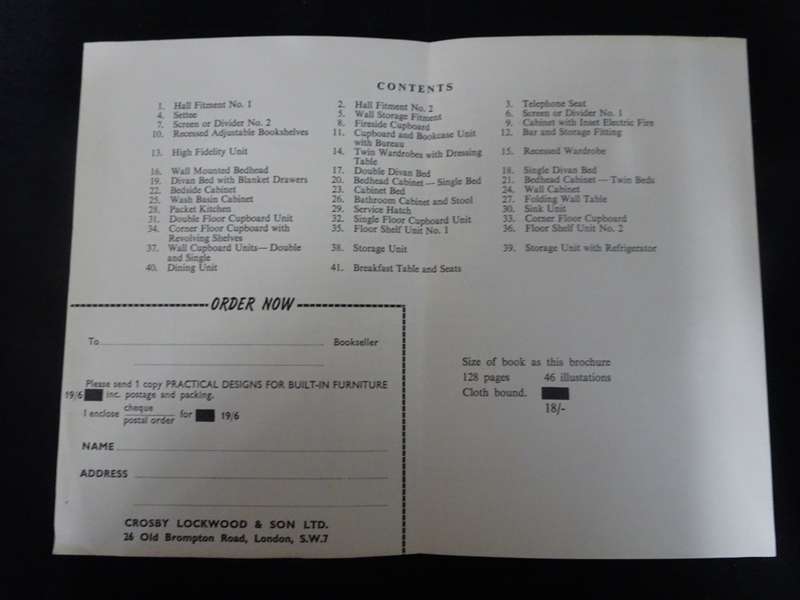 CONTENTS
1. Hall Fitment No. 1 2. Hall Fitment No. 2 3. Telephone Seat
4. Settee 5. Wall Storage Fitment 6. Screen or Divider No. 1
7. Screen or Divider No. 2 8. Fireside Cupboard 9. Cabinet with Inset Electric Fire
10. Recessed Adjustable Bookshelves 11. Cupboard and Bookcase Unit with Bureau 12. Bar and Storage Fitting
13. High Fidelity Unit 14. Twin Wardrobes with Dressing Table 15. Recessed Wardrobe
16. Wall Mounted Bedhead 17. Double Divan Bed 18. Single Divan Bed
19. Divan Bed with Blanket Drawers 20. Bedhead Cabinet — Single Bed 21. Bedhead Cabinet — Twin Beds
22. Bedside Cabinet 23. Cabinet Bed 24. Wall Cabinet
25. Wash Basin Cabinet 26. Bathroom Cabinet and Stool 27. Folding Wall Table
28. Packet Kitchen 29. Service Hatch 30. Sink Unit
31. Double Floor Cupboard Unit 32. Single Floor Cupboard Unit 33. Corner Floor Cupboard
34. Corner Floor Cupboard with Revolving Shelves 35. Floor Shelf Unit No. 1 36. Floor Shelf Unit No. 2
37. Wall Cupboard Units — Double and Single 38. Storage Unit 39. Storage Unit with Refrigerator
40. Dining Unit 41. Breakfast Table and Seats
ORDER NOW
To Bookseller
Please send 1 copy PRACTICAL DESIGNS FOR BUILT-IN FURNITURE
19/6 inc. postage and packing.
I enclose cheque postal order for 19/6
NAME
ADDRESS
CROSBY LOCKWOOD & SON LTD.
26 Old Brompton Road, London, S.W.7
Size of book as this brochure
128 pages 46 illustations
Cloth bound.
18/-